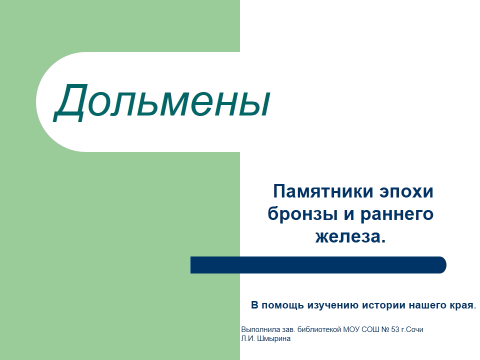 Дольмены
Памятники эпохи
бронзы и раннего
железа.
В помощь изучению истории нашего края.
Выполнила зав. библиотекой МОУ СОШ № 53 г.Сочи
Л.И. Шмырина